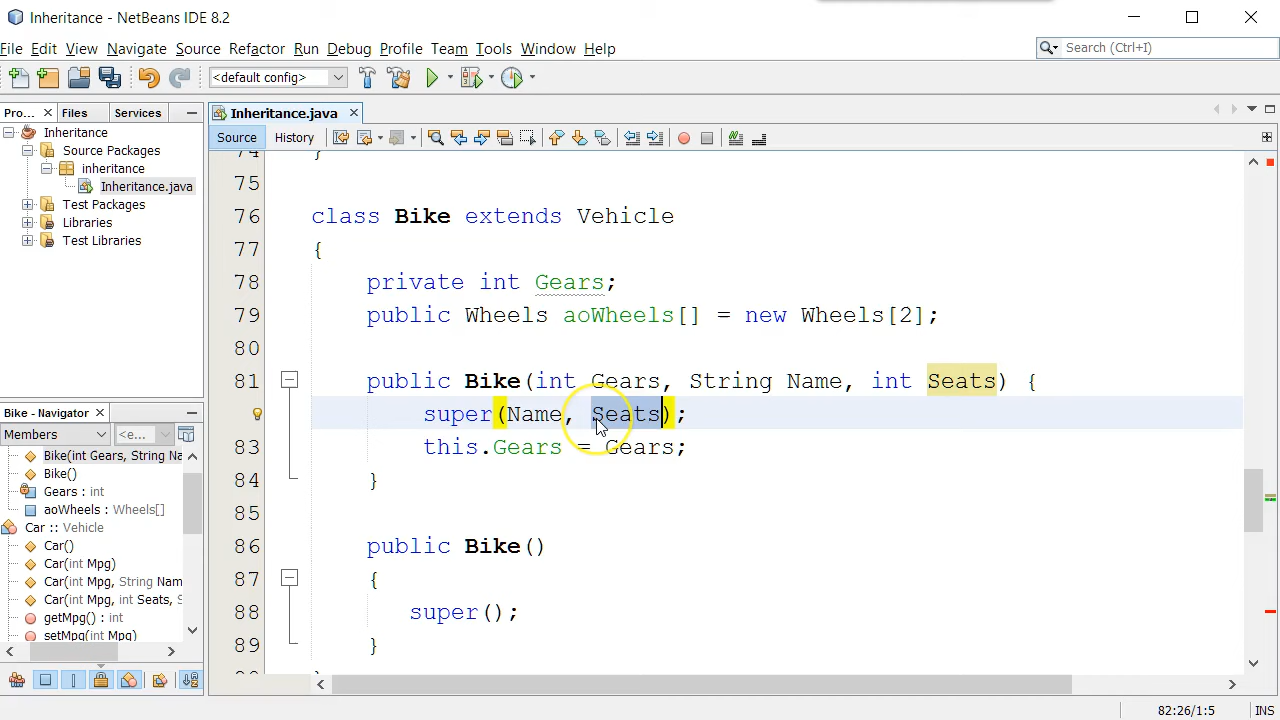 Inheritance - NetBeans IDE 8.2
File Edit View Navigate Source Refactor Run Debug Profile Team Tools Window Help
Search (Ctrl+I)
<default config>
Pro... Files Services
Inheritance.java
Inheritance
Source Packages
inheritance
Inheritance.java
Test Packages
Libraries
Test Libraries
Source History
74 }
75
76 class Bike extends Vehicle
77 {
78 private int Gears;
79 public Wheels aoWheels[] = new Wheels[2];
80
81 public Bike(int Gears, String Name, int Seats) {
super(Name, Seats);
83 this.Gears = Gears;
84 }
85
86 public Bike()
87 {
88 super();
89 }
Bike - Navigator
Members <e...
Bike(int Gears, String Na
Bike()
Gears : int
aoWheels : Wheels[]
Car :: Vehicle
Car()
Car(int Mpg)
Car(int Mpg, String Nam
Car(int Mpg, int Seats, S
getMpg() : int
setMpg(int Mpg)
82:26/1:5 INS